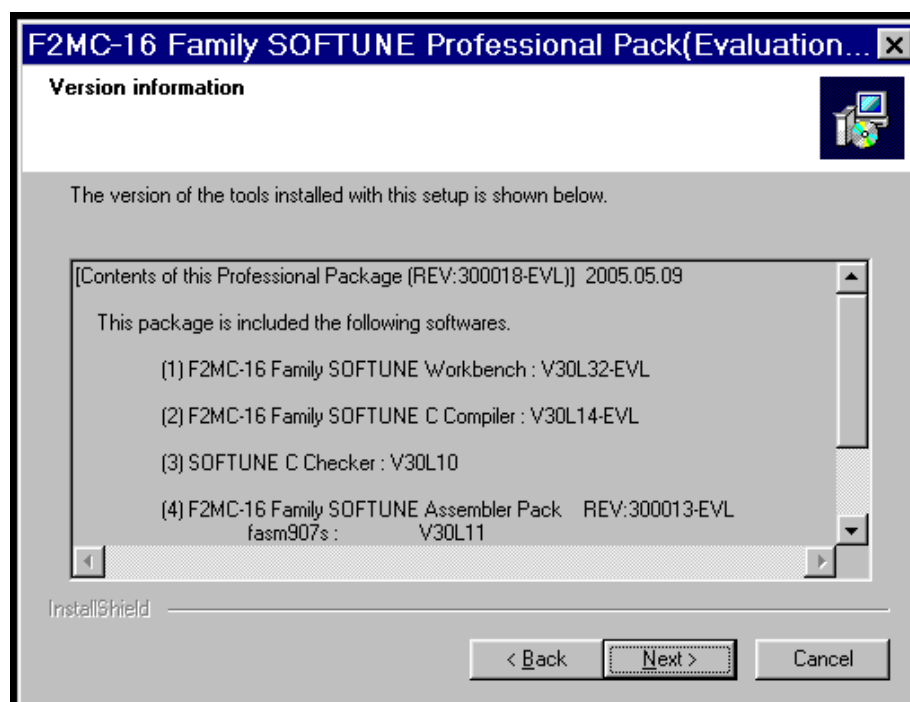 F2MC-16 Family SOFTUNE Professional Pack(Evaluation...
Version information
The version of the tools installed with this setup is shown below.
[Contents of this Professional Package (REV:300018-EVL)] 2005.05.09
This package is included the following softwares.
(1) F2MC-16 Family SOFTUNE Workbench : V30L32-EVL
(2) F2MC-16 Family SOFTUNE C Compiler : V30L14-EVL
(3) SOFTUNE C Checker : V30L10
(4) F2MC-16 Family SOFTUNE Assembler Pack REV:300013-EVL
fasm907s : V30L11
InstallShield
< Back Next > Cancel